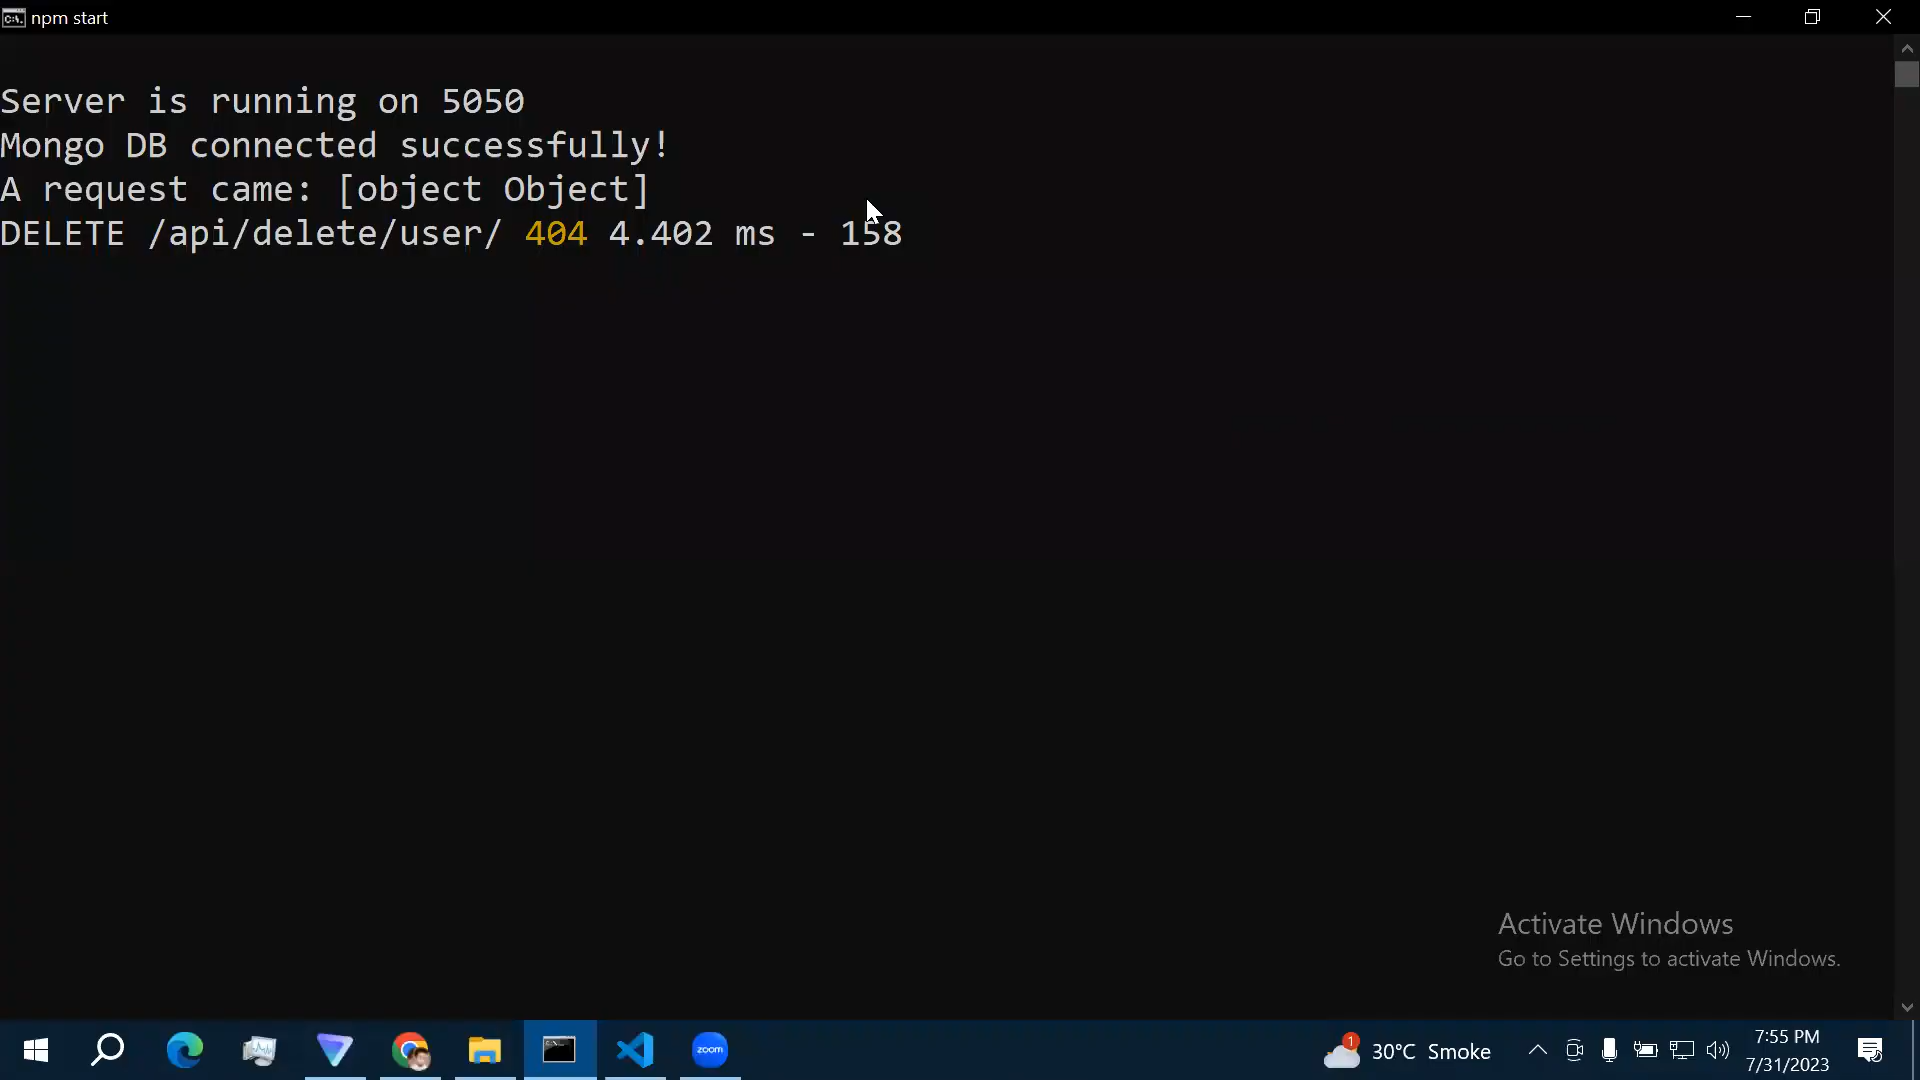 npm start
Server is running on 5050
Mongo DB connected successfully!
A request came: [object Object]
DELETE /api/delete/user/ 404 4.402 ms - 158
Activate Windows
Go to Settings to activate Windows.
zoom
1
30°C Smoke
7:55 PM
7/31/2023